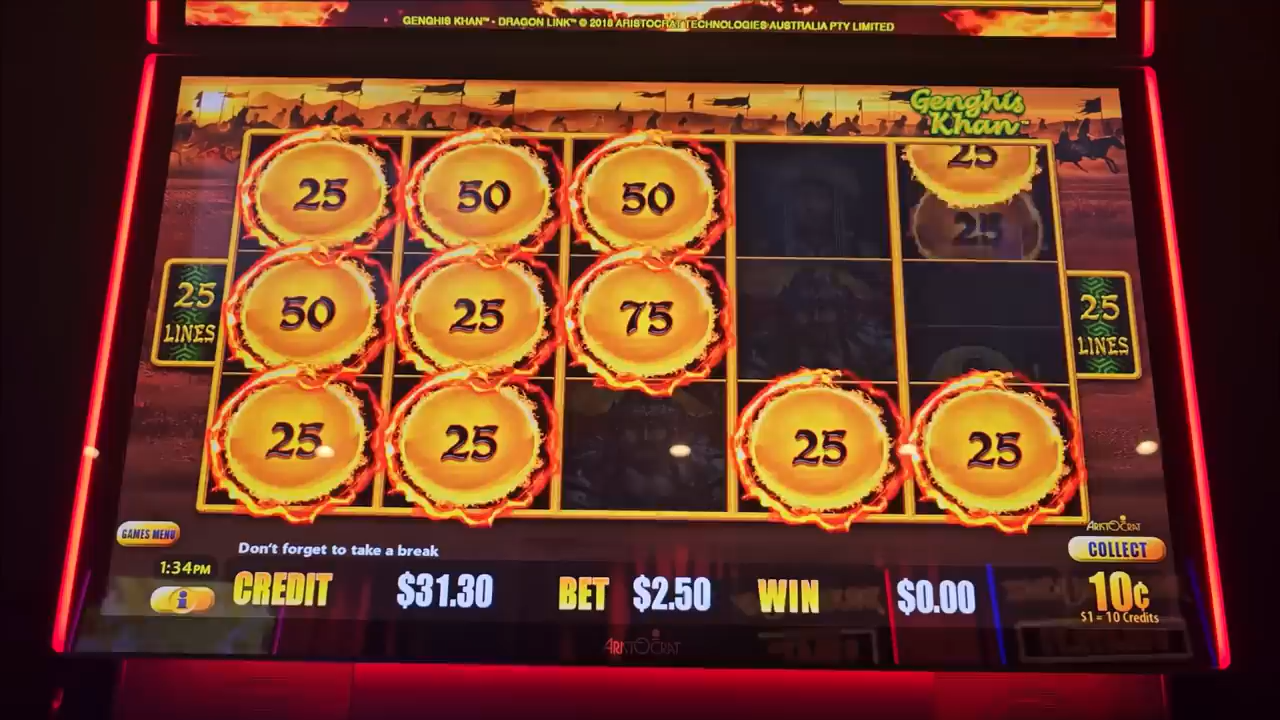 GENGHIS KHAN™ - DRAGON LINK™ © 2018 ARISTOCRAT TECHNOLOGIES AUSTRALIA PTY LIMITED
Genghis
Khan™
25 50 50 25
25
50 25 75
25
LINES
25
LINES
25 25 25 25
GAMES MENU
ARISTOCRAT
Don't forget to take a break
COLLECT
1:34PM
CREDIT $31.30 BET $2.50 WIN $0.00 10¢
$1 = 10 Credits
ARISTOCRAT